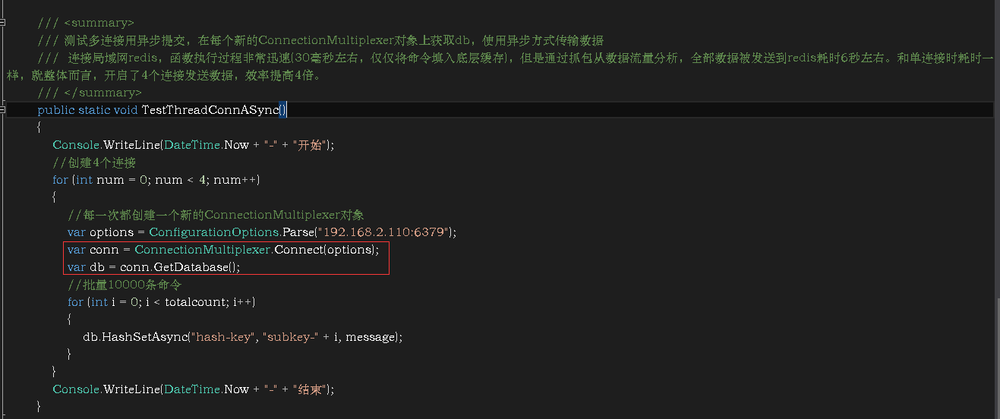 /// <summary>
/// 测试多连接用异步提交，在每个新的ConnectionMultiplexer对象上获取db，使用异步方式传输数据
/// 连接局域网redis，函数执行过程非常迅速(30毫秒左右，仅仅将命令填入底层缓存)，但是通过抓包从数据流量分析，全部数据被发送到redis耗时6秒左右。和单连接时耗时一
样，就整体而言，开启了4个连接发送数据，效率提高4倍。
/// </summary>
public static void TestThreadConnASync()
{
Console.WriteLine(DateTime.Now + "-" + "开始");
//创建4个连接
for (int num = 0; num < 4; num++)
{
//每一次都创建一个新的ConnectionMultiplexer对象
var options = ConfigurationOptions.Parse("192.168.2.110:6379");
var conn = ConnectionMultiplexer.Connect(options);
var db = conn.GetDatabase();
//批量10000条命令
for (int i = 0; i < totalcount; i++)
{
db.HashSetAsync("hash-key", "subkey-" + i, message);
}
}
Console.WriteLine(DateTime.Now + "-" + "结束");
}